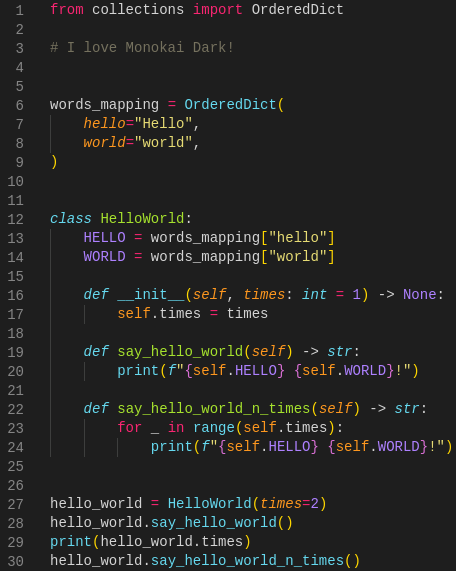 1 from collections import OrderedDict
2
3 # I love Monokai Dark!
4
5
6 words_mapping = OrderedDict(
7     hello="Hello",
8     world="world",
9 )
10
11
12 class HelloWorld:
13     HELLO = words_mapping["hello"]
14     WORLD = words_mapping["world"]
15
16     def __init__(self, times: int = 1) -> None:
17         self.times = times
18
19     def say_hello_world(self) -> str:
20         print(f"{self.HELLO} {self.WORLD}!")
21
22     def say_hello_world_n_times(self) -> str:
23         for _ in range(self.times):
24             print(f"{self.HELLO} {self.WORLD}!")
25
26
27 hello_world = HelloWorld(times=2)
28 hello_world.say_hello_world()
29 print(hello_world.times)
30 hello_world.say_hello_world_n_times()